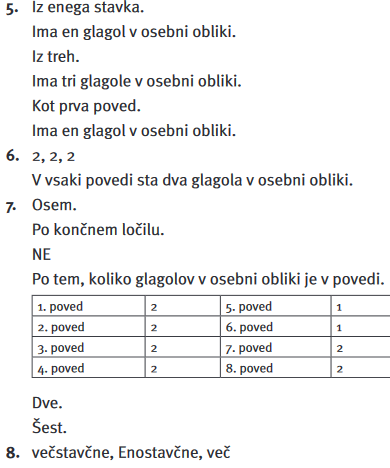 5. Iz enega stavka.
Ima en glagol v osebni obliki.
Iz treh.
Ima tri glagole v osebni obliki.
Kot prva poved.
Ima en glagol v osebni obliki.
6. 2, 2, 2
V vsaki povedi sta dva glagola v osebni obliki.
7. Osem.
Po končnem ločilu.
NE
Po tem, koliko glagolov v osebni obliki je v povedi.
1. poved 2 5. poved 1
2. poved 2 6. poved 1
3. poved 2 7. poved 2
4. poved 2 8. poved 2
Dve.
Šest.
8. večstavčne, Enostavčne, več